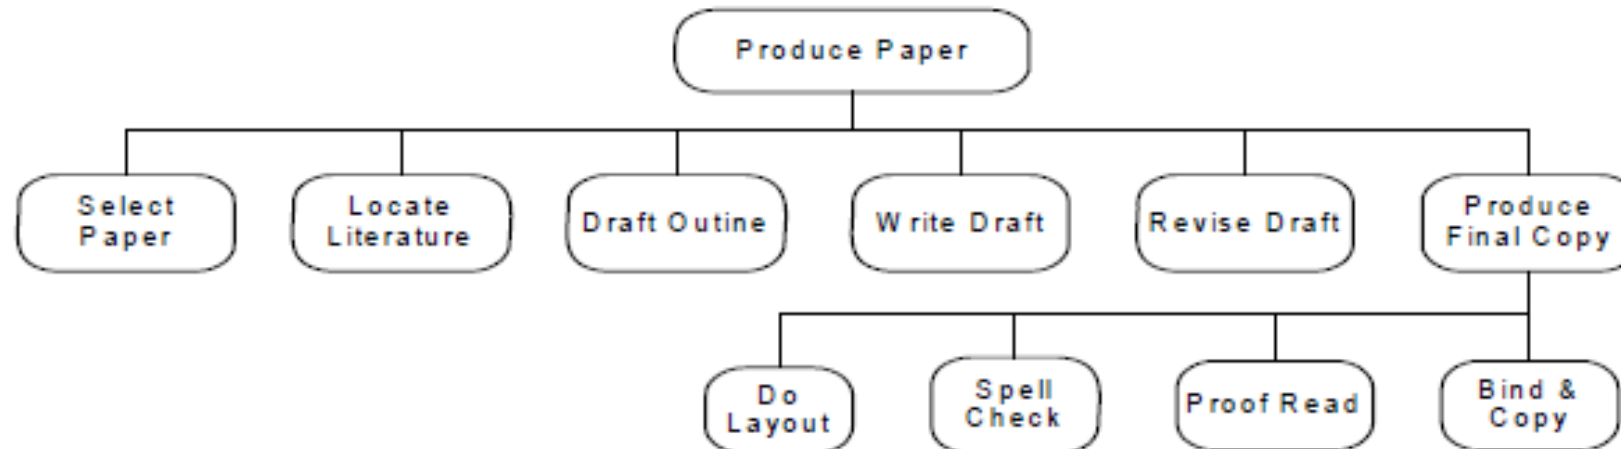 Produce Paper
Select
Paper
Locate
Literature
Draft Outine
Write Draft
Revise Draft
Produce
Final Copy
Do
Layout
Spell
Check
Proof Read
Bind &
Copy